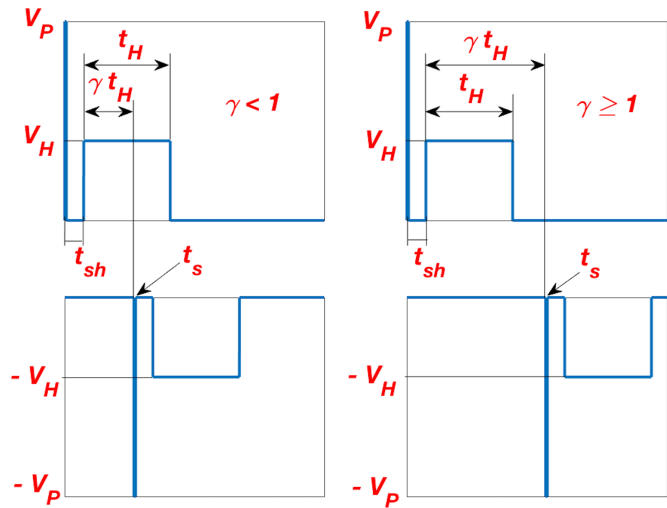 V_P
t_H
γ t_H
γ < 1
V_H
t_sh
t_s
- V_H
- V_P
V_P
γ t_H
t_H
γ ≥ 1
V_H
t_sh
t_s
- V_H
- V_P